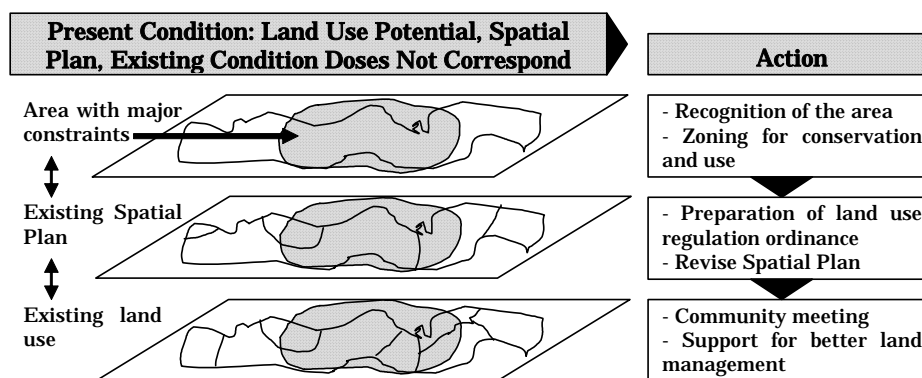 Present Condition: Land Use Potential, Spatial
Plan, Existing Condition Doses Not Correspond
Action
Area with major
constraints
- Recognition of the area
- Zoning for conservation
and use
Existing Spatial
Plan
- Preparation of land use
regulation ordinance
- Revise Spatial Plan
Existing land
use
- Community meeting
- Support for better land
management